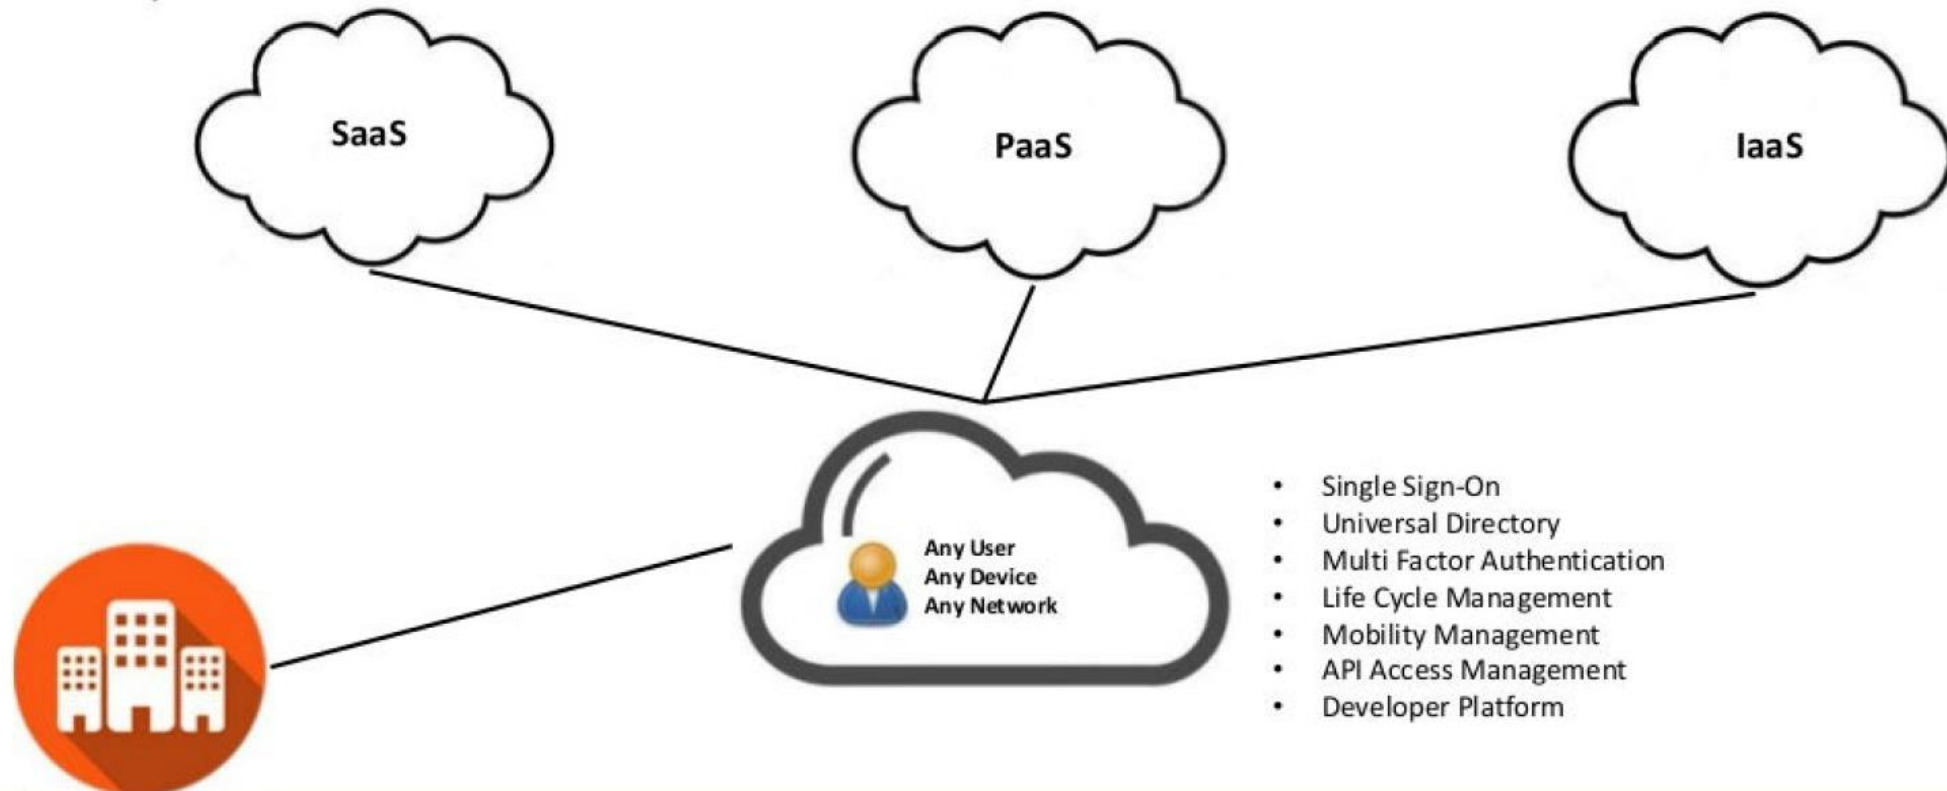 SaaS
PaaS
IaaS
Any User
Any Device
Any Network
• Single Sign-On
• Universal Directory
• Multi Factor Authentication
• Life Cycle Management
• Mobility Management
• API Access Management
• Developer Platform